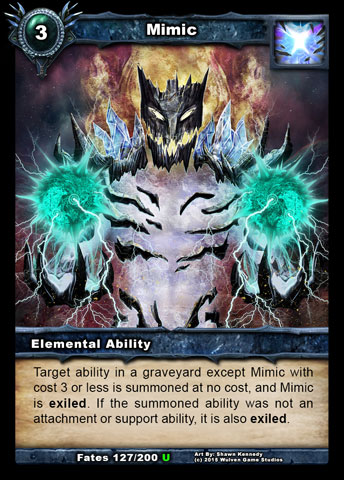 3
Mimic
Elemental Ability
Target ability in a graveyard except Mimic with
cost 3 or less is summoned at no cost, and Mimic
is exiled. If the summoned ability was not an
attachment or support ability, it is also exiled.
Fates 127/200 U
Art By: Shawn Kennedy
(c) 2015 Wulven Game Studios